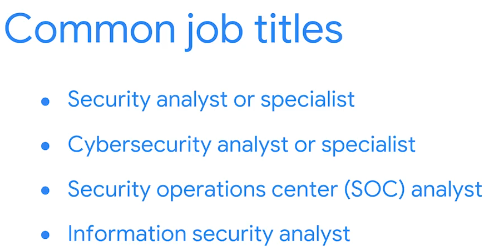 Common job titles
• Security analyst or specialist
• Cybersecurity analyst or specialist
• Security operations center (SOC) analyst
• Information security analyst